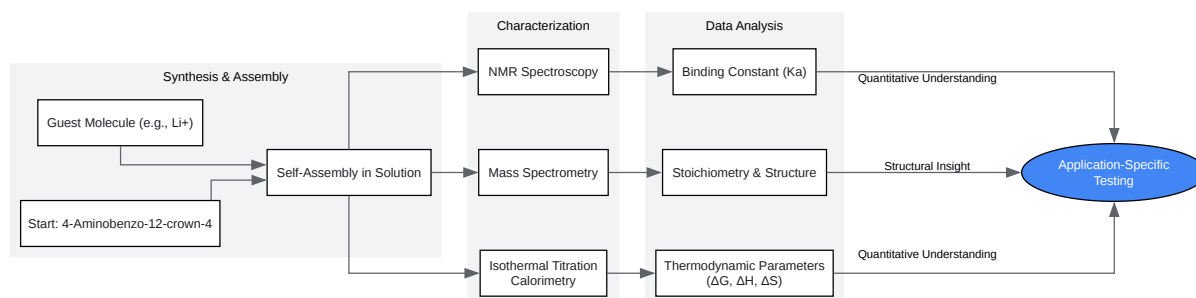 Characterization
Data Analysis
Synthesis & Assembly
NMR Spectroscopy
Binding Constant (Ka)
Quantitative Understanding
Guest Molecule (e.g., Li+)
Self-Assembly in Solution
Mass Spectrometry
Stoichiometry & Structure
Structural Insight
Application-Specific
Testing
Start: 4-Aminobenzo-12-crown-4
Isothermal Titration
Calorimetry
Thermodynamic Parameters
(ΔG, ΔH, ΔS)
Quantitative Understanding